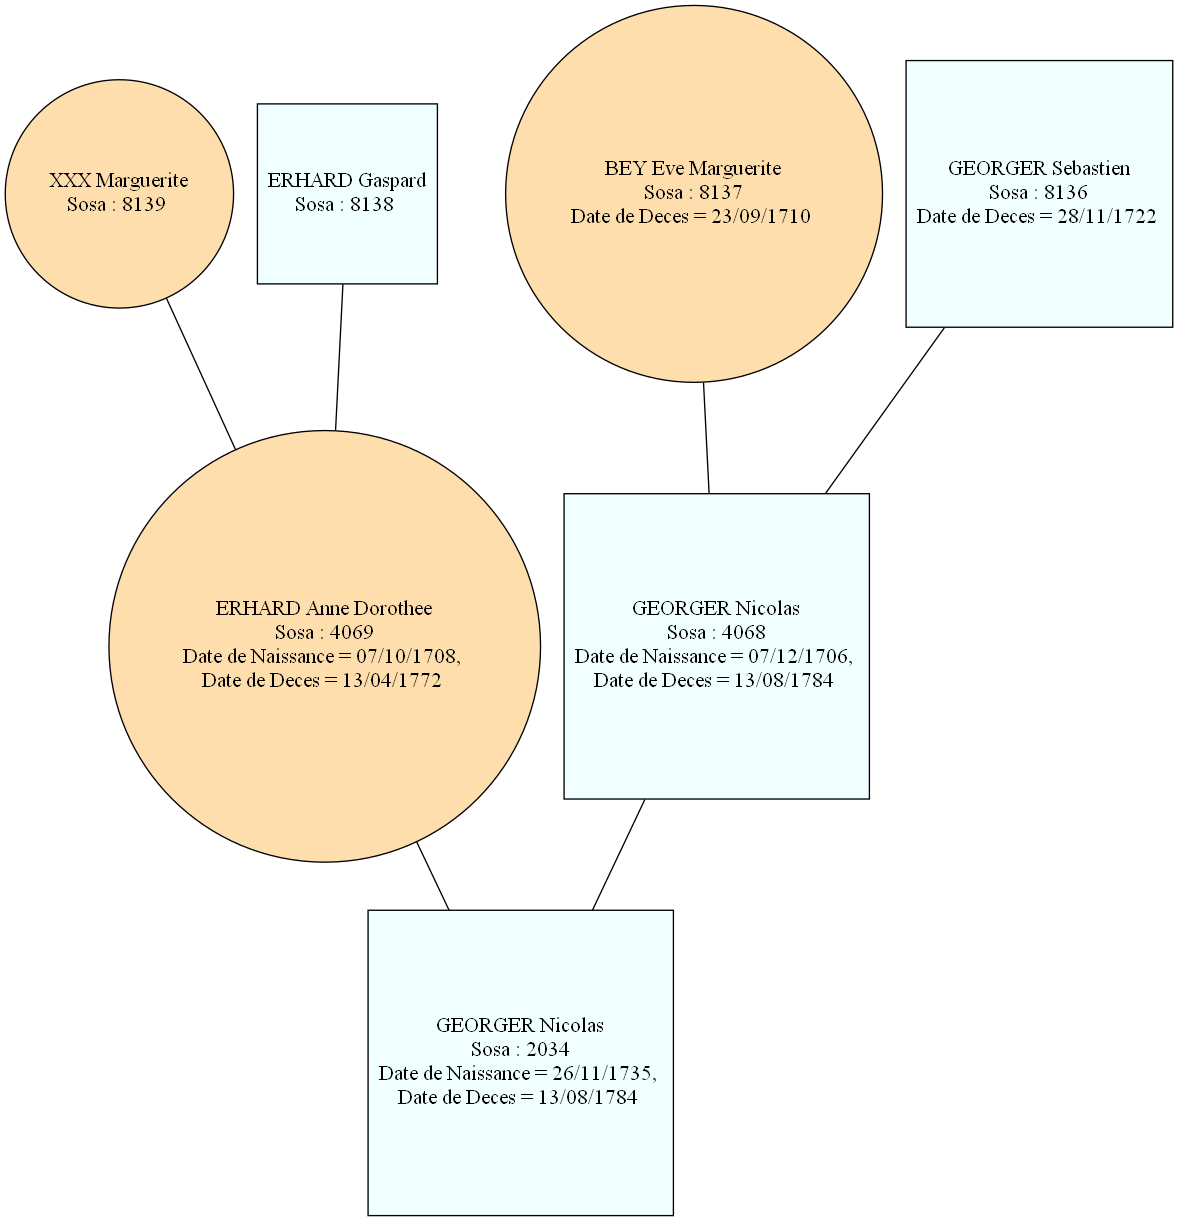 XXX Marguerite
Sosa : 8139
ERHARD Gaspard
Sosa : 8138
BEY Eve Marguerite
Sosa : 8137
Date de Deces = 23/09/1710
GEORGER Sebastien
Sosa : 8136
Date de Deces = 28/11/1722
ERHARD Anne Dorothee
Sosa : 4069
Date de Naissance = 07/10/1708,
Date de Deces = 13/04/1772
GEORGER Nicolas
Sosa : 4068
Date de Naissance = 07/12/1706,
Date de Deces = 13/08/1784
GEORGER Nicolas
Sosa : 2034
Date de Naissance = 26/11/1735,
Date de Deces = 13/08/1784